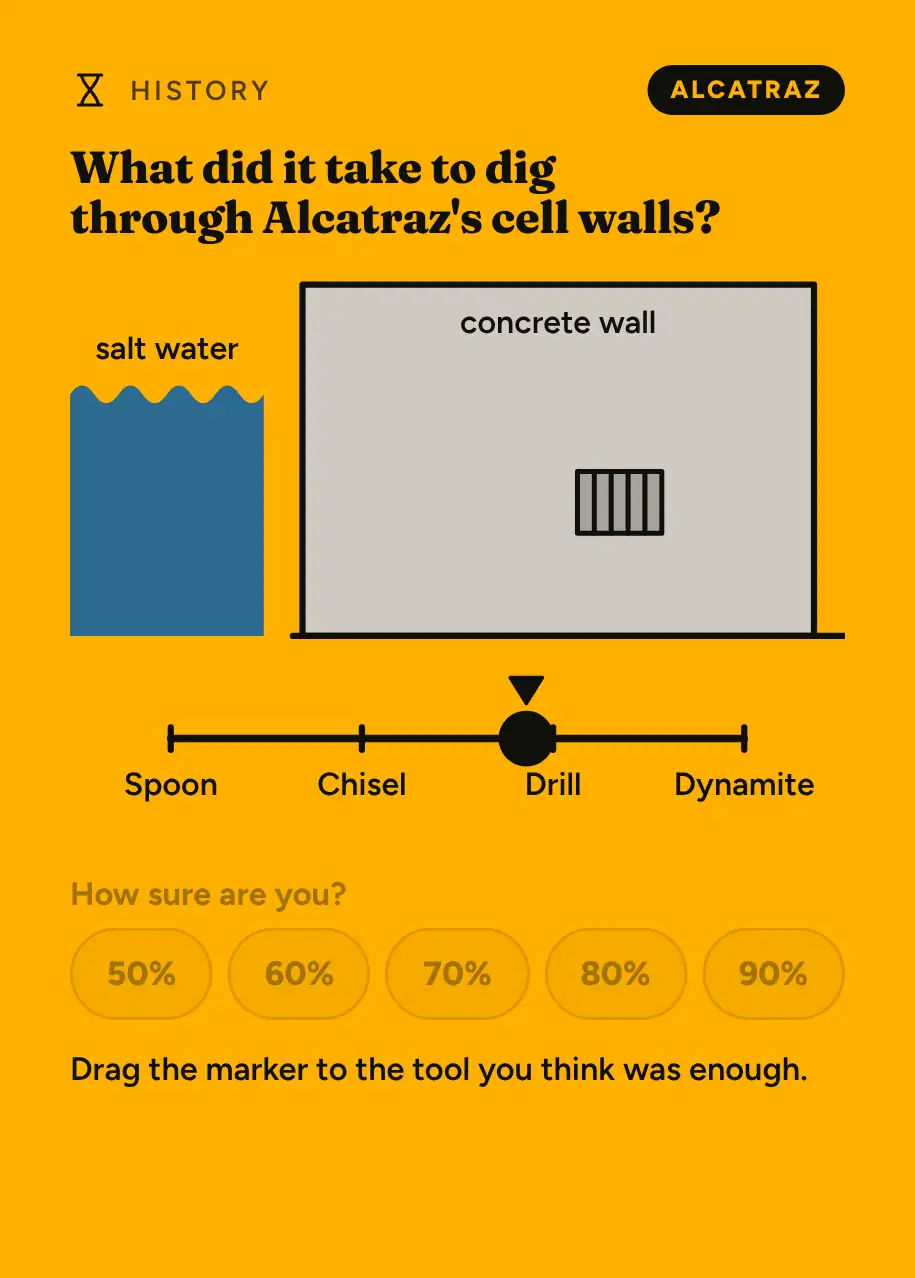 HISTORY
ALCATRAZ
What did it take to dig
through Alcatraz's cell walls?
salt water
concrete wall
Spoon
Chisel
Drill
Dynamite
How sure are you?
50%
60%
70%
80%
90%
Drag the marker to the tool you think was enough.